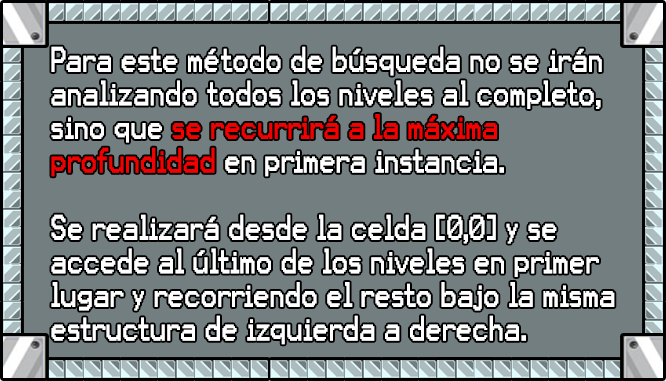 Para este método de búsqueda no se irán
analizando todos los niveles al completo,
sino que se recurrirá a la máxima
profundidad en primera instancia.
Se realizará desde la celda [0,0] y se
accede al último de los niveles en primer
lugar y recorriendo el resto bajo la misma
estructura de izquierda a derecha.